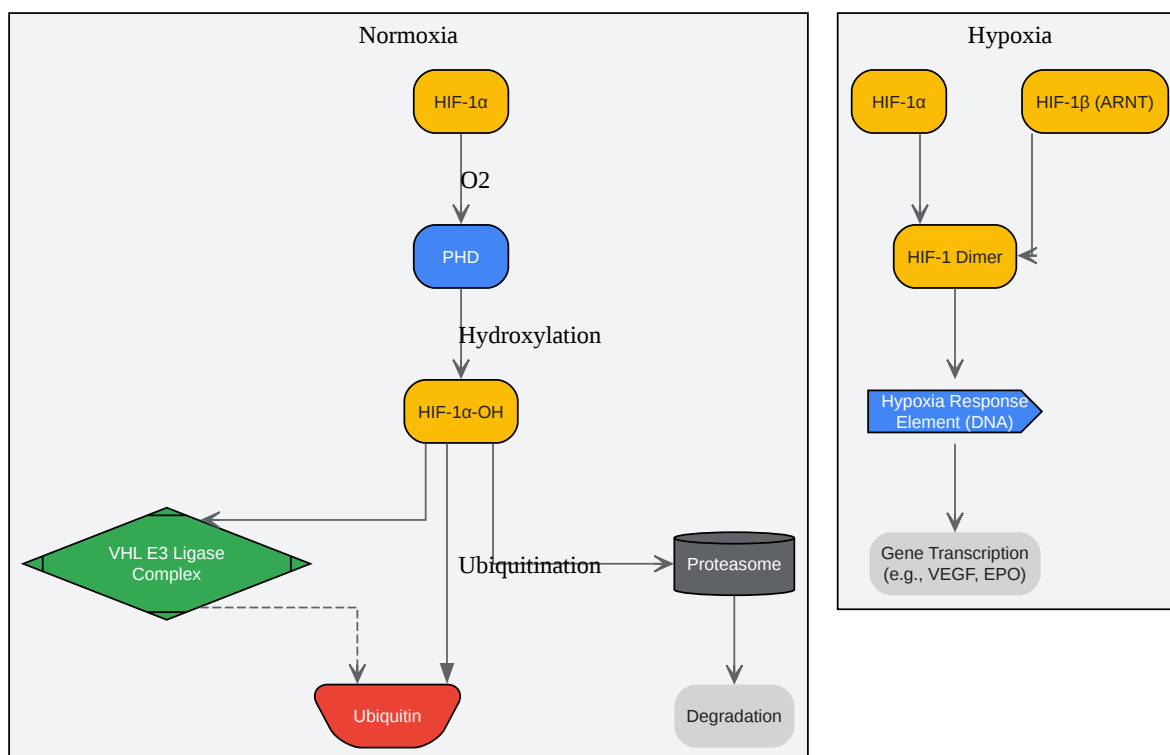 Normoxia
HIF-1α
O2
PHD
Hydroxylation
HIF-1α-OH
VHL E3 Ligase
Complex
Ubiquitination
Proteasome
Ubiquitin
Degradation
Hypoxia
HIF-1α
HIF-1β (ARNT)
HIF-1 Dimer
Hypoxia Response
Element (DNA)
Gene Transcription
(e.g., VEGF, EPO)